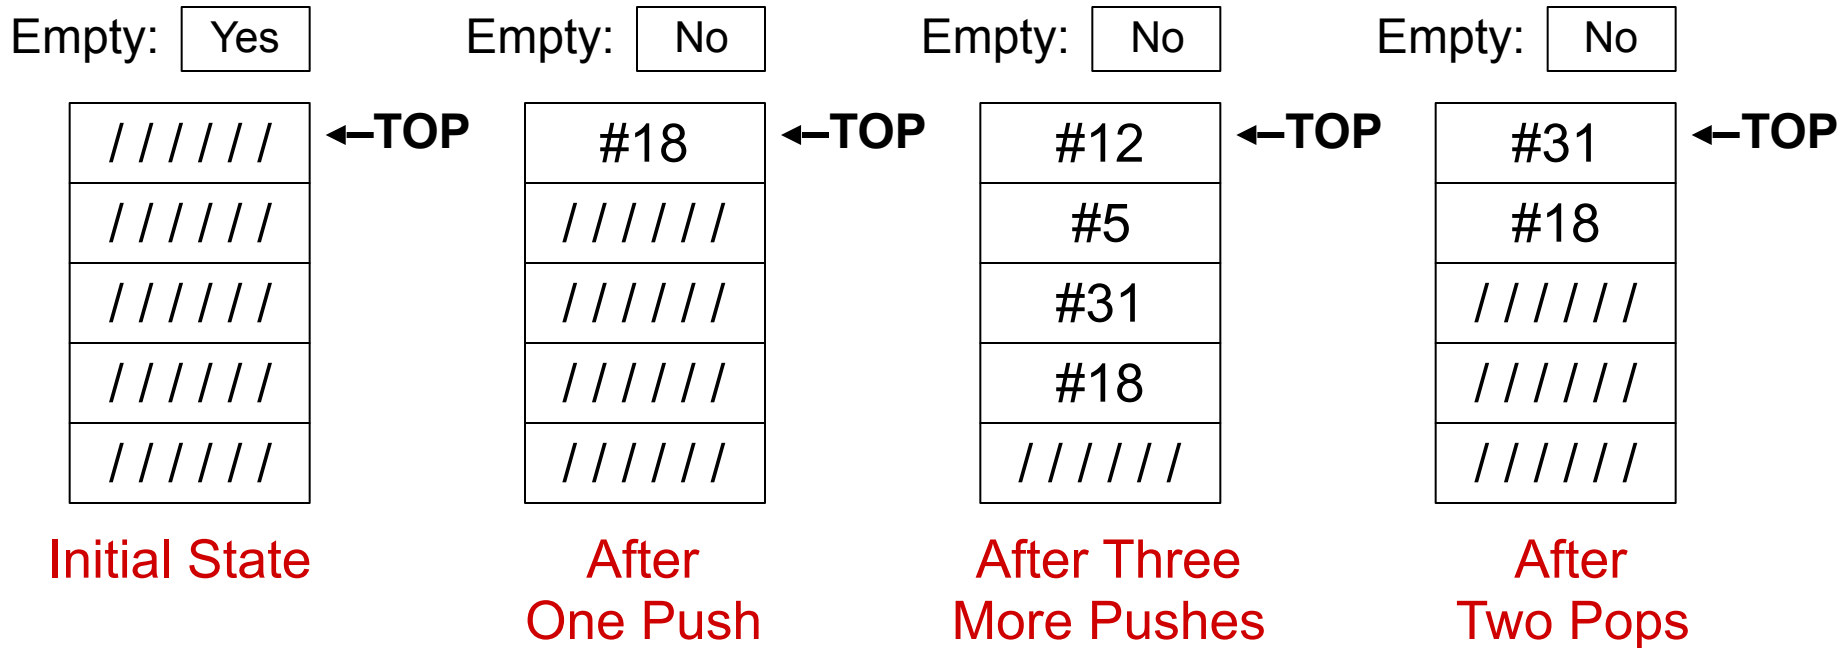 Empty: Yes Empty: No Empty: No Empty: No
/ / / / / / ←TOP #18 ←TOP #12 ←TOP #31 ←TOP
/ / / / / / / / / / / / #5 #18
/ / / / / / / / / / / / #31 / / / / / /
/ / / / / / / / / / / / #18 / / / / / /
/ / / / / / / / / / / / / / / / / / / / / / / /
Initial State After After Three After
One Push More Pushes Two Pops